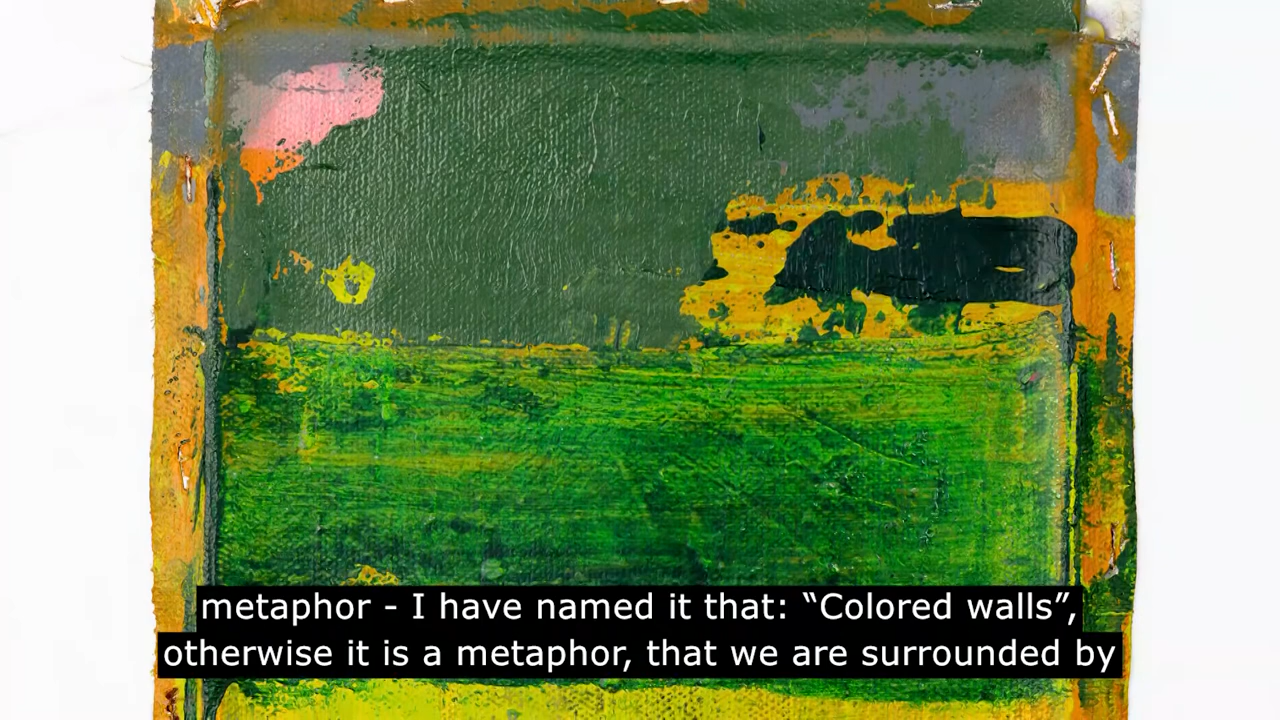 metaphor - I have named it that: “Colored walls”,
otherwise it is a metaphor, that we are surrounded by